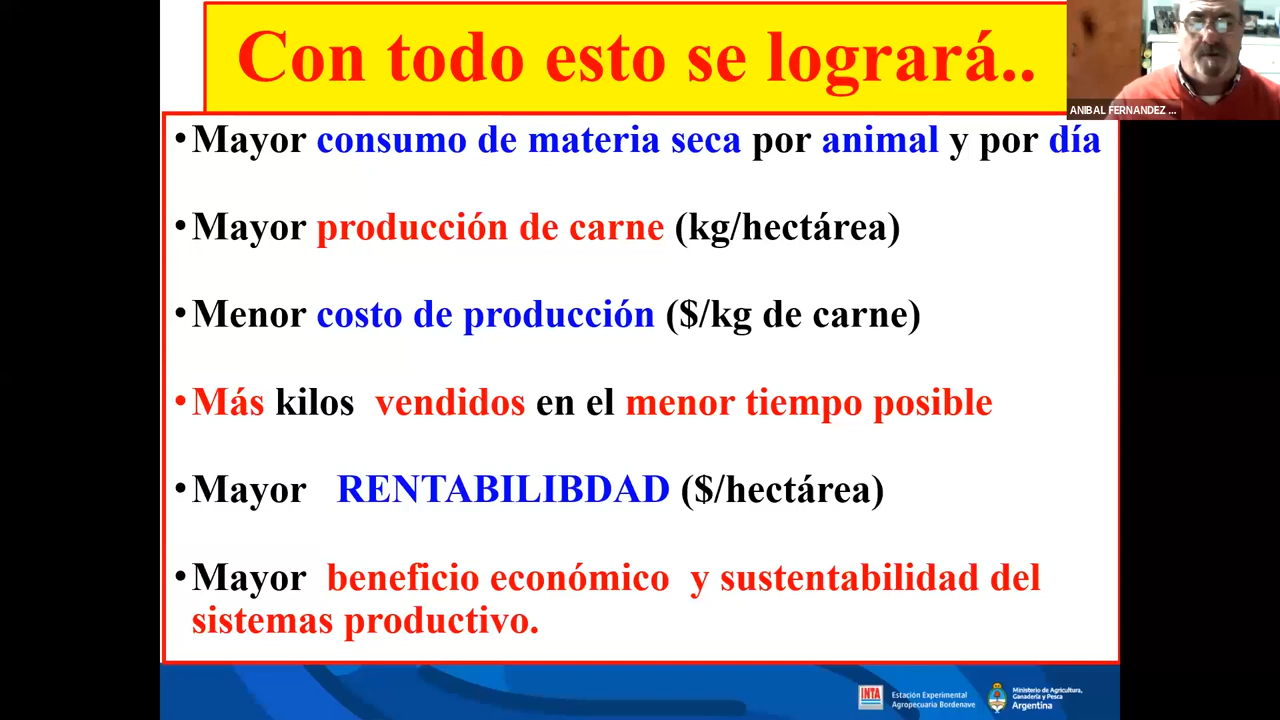 Con todo esto se logrará..
ANIBAL FERNANDEZ ...
•Mayor consumo de materia seca por animal y por día
•Mayor producción de carne (kg/hectárea)
•Menor costo de producción ($/kg de carne)
•Más kilos vendidos en el menor tiempo posible
•Mayor RENTABILIBDAD ($/hectárea)
•Mayor beneficio económico y sustentabilidad del
sistemas productivo.
INTA
Estación Experimental
Agropecuaria Bordenave
Ministerio de Agricultura,
Ganadería y Pesca
Argentina